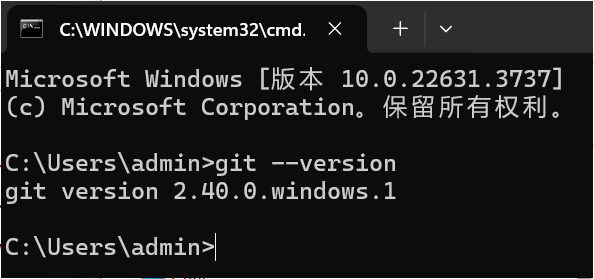 C:\WINDOWS\system32\cmd.
Microsoft Windows [版本 10.0.22631.3737]
(c) Microsoft Corporation。保留所有权利。
C:\Users\admin>git --version
git version 2.40.0.windows.1
C:\Users\admin>